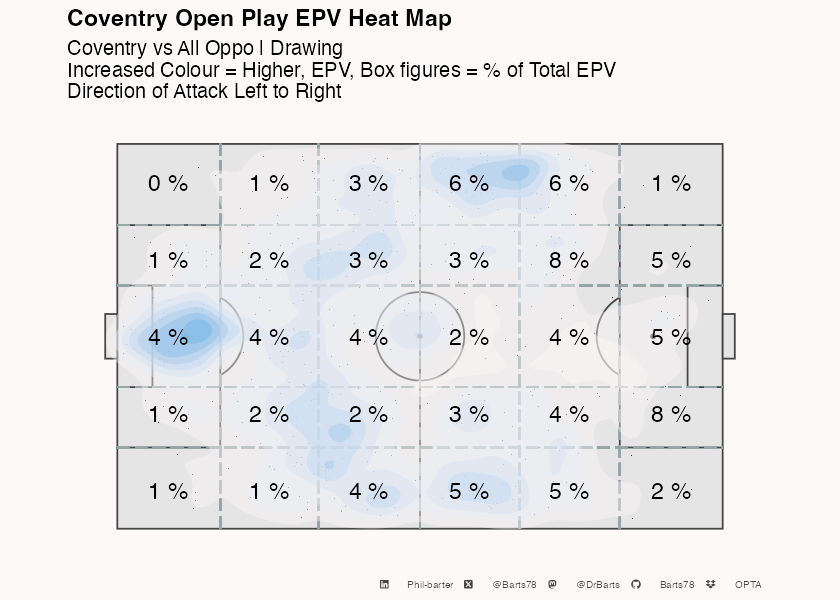 Coventry Open Play EPV Heat Map
Coventry vs All Oppo | Drawing
Increased Colour = Higher, EPV, Box figures = % of Total EPV
Direction of Attack Left to Right
0 % 1 % 3 % 6 % 6 % 1 %
1 % 2 % 3 % 3 % 8 % 5 %
4 % 4 % 4 % 2 % 4 % 5 %
1 % 2 % 2 % 3 % 4 % 8 %
1 % 1 % 4 % 5 % 5 % 2 %
Phil-barter @Barts78 @DrBarts Barts78 OPTA